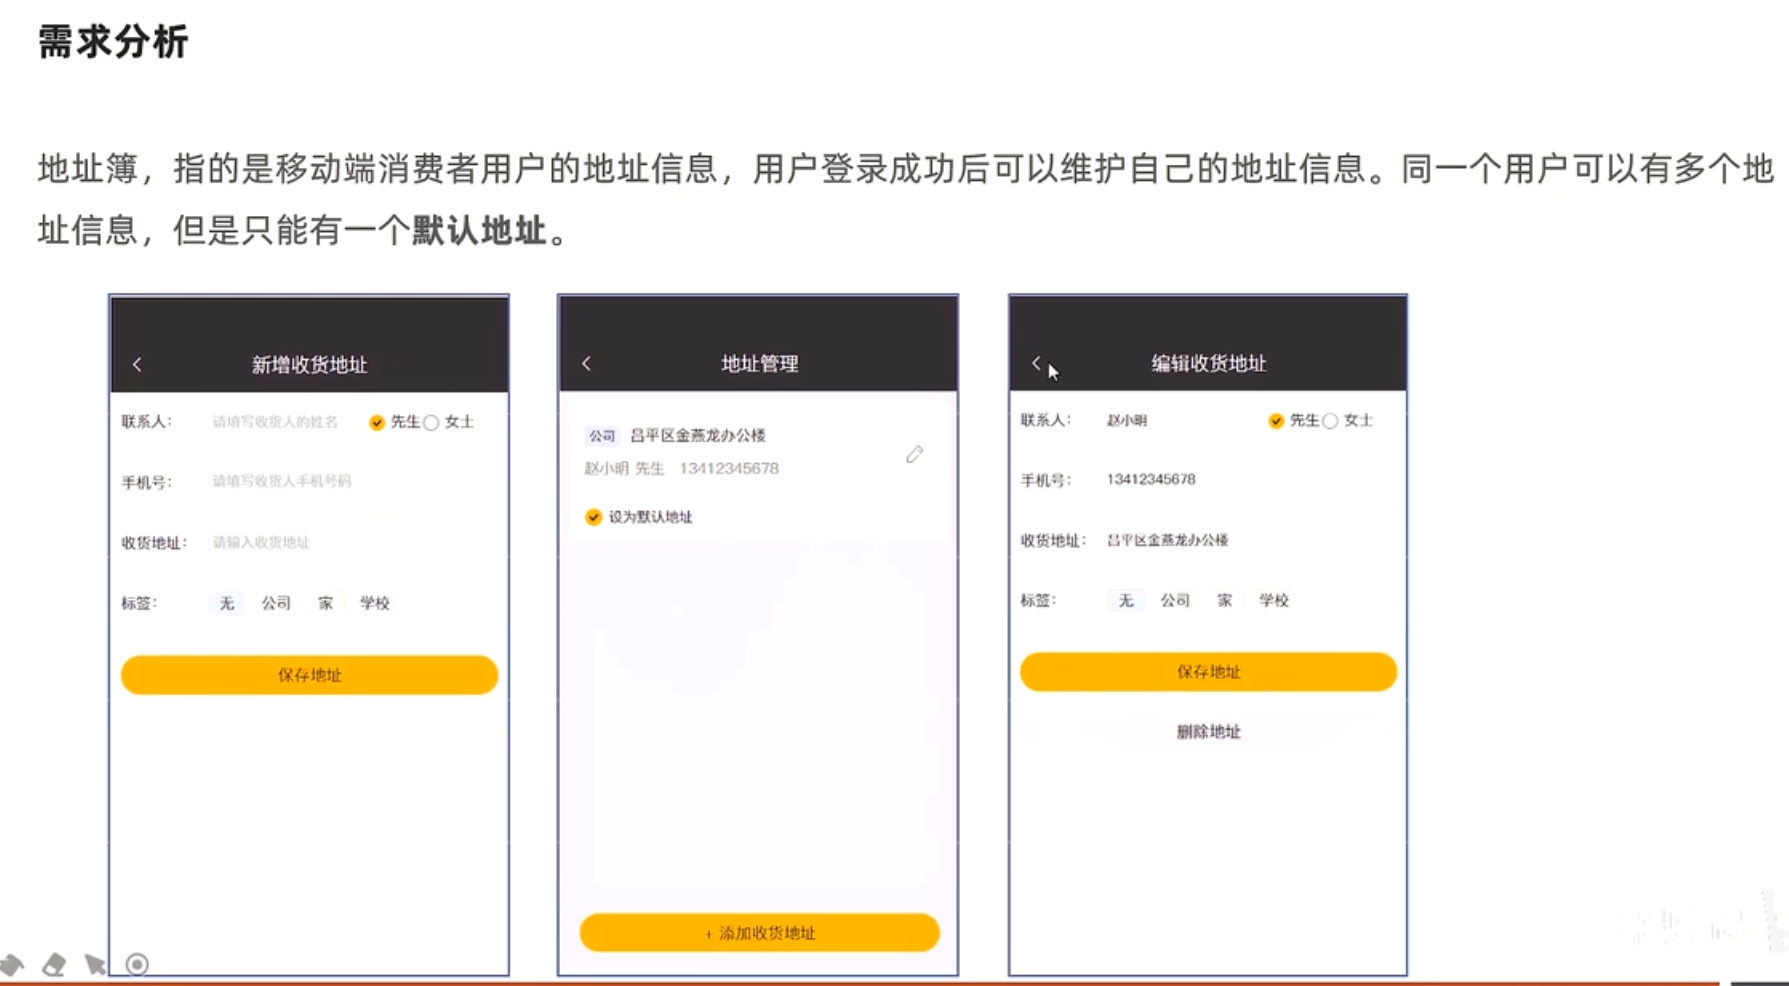 需求分析
地址簿，指的是移动端消费者用户的地址信息，用户登录成功后可以维护自己的地址信息。同一个用户可以有多个地
址信息，但是只能有一个默认地址。
新增收货地址
联系人： 请填写收货人的姓名 先生 女士
手机号： 请填写收货人手机号码
收货地址： 请输入收货地址
标签： 无 公司 家 学校
保存地址
地址管理
公司 吕平区金燕龙办公楼
赵小明 先生 13412345678
设为默认地址
+ 添加收货地址
编辑收货地址
联系人： 赵小明 先生 女士
手机号： 13412345678
收货地址： 吕平区金燕龙办公楼
标签： 无 公司 家 学校
保存地址
删除地址